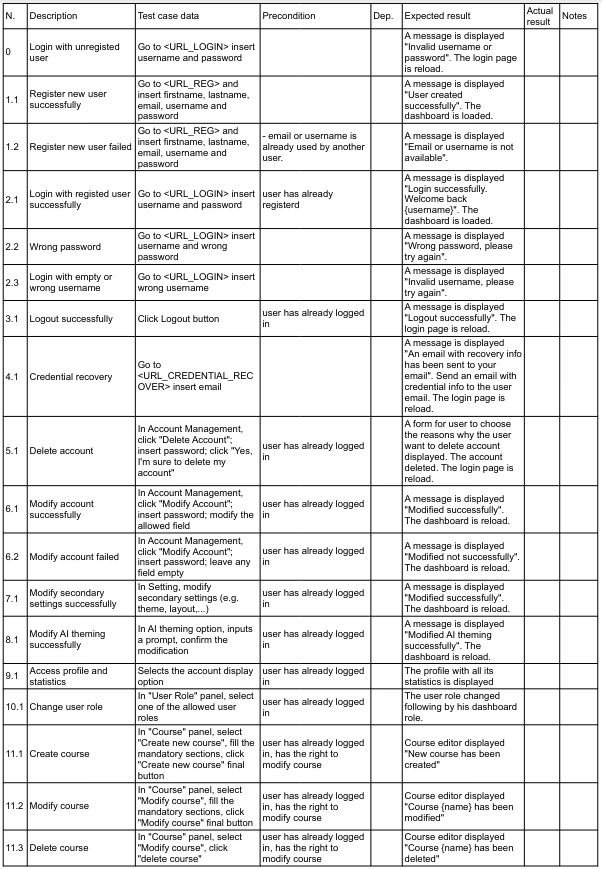 N. Description Test case data Precondition Dep. Expected result Actual result Notes
0 Login with unregisted user Go to <URL_LOGIN> insert username and password A message is displayed "Invalid username or password". The login page is reload.
1.1 Register new user successfully Go to <URL_REG> and insert firstname, lastname, email, username and password A message is displayed "User created successfully". The dashboard is loaded.
1.2 Register new user failed Go to <URL_REG> and insert firstname, lastname, email, username and password - email or username is already used by another user. A message is displayed "Email or username is not available".
2.1 Login with registed user successfully Go to <URL_LOGIN> insert username and password user has already registerd A message is displayed "Login successfully. Welcome back {username}". The dashboard is loaded.
2.2 Wrong password Go to <URL_LOGIN> insert username and wrong password A message is displayed "Wrong password, please try again".
2.3 Login with empty or wrong username Go to <URL_LOGIN> insert wrong username A message is displayed "Invalid username, please try again".
3.1 Logout successfully Click Logout button user has already logged in A message is displayed "Logout successfully". The login page is reload.
4.1 Credential recovery Go to <URL_CREDENTIAL_RECOVER> insert email A message is displayed "An email with recovery info has been sent to your email". Send an email with credential info to the user email. The login page is reload.
5.1 Delete account In Account Management, click "Delete Account"; insert password; click "Yes, I'm sure to delete my account" user has already logged in A form for user to choose the reasons why the user want to delete account displayed. The account deleted. The login page is reload.
6.1 Modify account successfully In Account Management, click "Modify Account"; insert password; modify the allowed field user has already logged in A message is displayed "Modified successfully". The dashboard is reload.
6.2 Modify account failed In Account Management, click "Modify Account"; insert password; leave any field empty user has already logged in A message is displayed "Modified not successfully". The dashboard is reload.
7.1 Modify secondary settings successfully In Setting, modify secondary settings (e.g. theme, layout,...) user has already logged in A message is displayed "Modified successfully". The dashboard is reload.
8.1 Modify AI theming successfully In AI theming option, inputs a prompt, confirm the modification user has already logged in A message is displayed "Modified AI theming successfully". The dashboard is reload.
9.1 Access profile and statistics Selects the account display option user has already logged in The profile with all its statistics is displayed
10.1 Change user role In "User Role" panel, select one of the allowed user roles user has already logged in The user role changed following by his dashboard role.
11.1 Create course In "Course" panel, select "Create new course", fill the mandatory sections, click "Create new course" final button user has already logged in, has the right to modify course Course editor displayed "New course has been created"
11.2 Modify course In "Course" panel, select "Modify course", fill the mandatory sections, click "Modify course" final button user has already logged in, has the right to modify course Course editor displayed "Course {name} has been modified"
11.3 Delete course In "Course" panel, select "Modify course", click "delete course" user has already logged in, has the right to modify course Course editor displayed "Course {name} has been deleted"